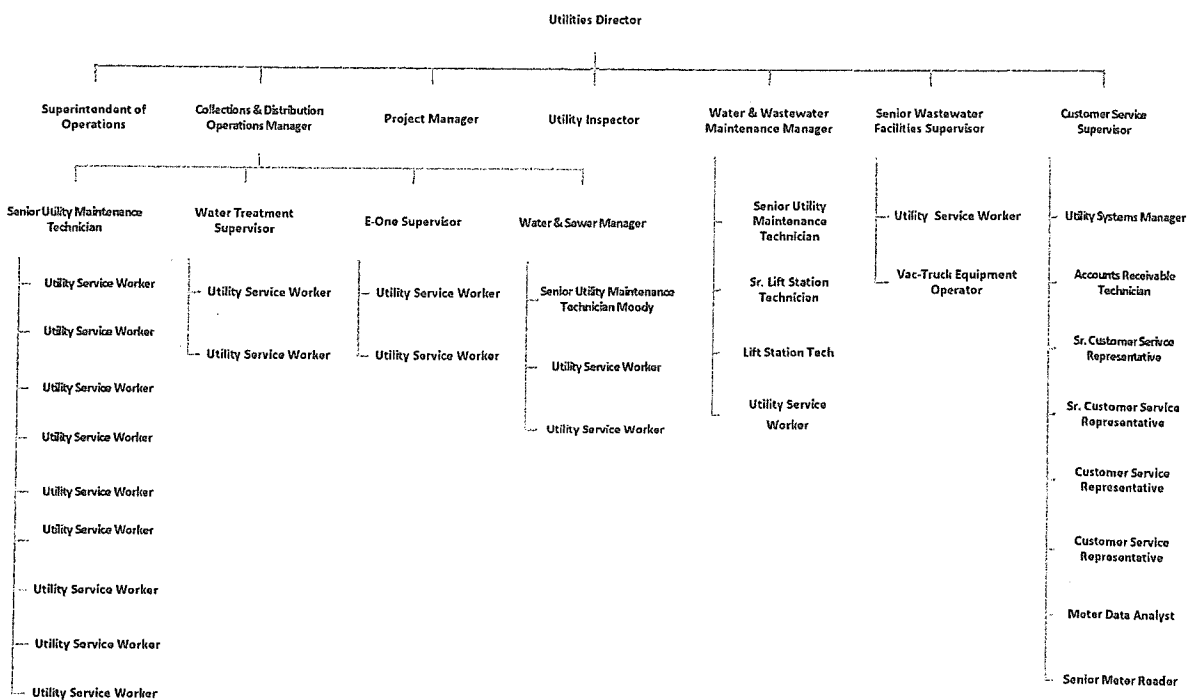 Utilities Director
Superintendent of
Operations
Collections & Distribution
Operations Manager
Project Manager
Utility Inspector
Water & Wastewater
Maintenance Manager
Senior Wastewater
Facilities Supervisor
Customer Service
Supervisor
Senior Utility Maintenance
Technician
Utility Service Worker
Utility Service Worker
Utility Service Worker
Utility Service Worker
Utility Service Worker
Utility Service Worker
Utility Service Worker
Utility Service Worker
Utility Service Worker
Water Treatment
Supervisor
Utility Service Worker
Utility Service Worker
E-One Supervisor
Utility Service Worker
Utility Service Worker
Water & Sewer Manager
Senior Utility Maintenance
Technician Moody
Utility Service Worker
Utility Service Worker
Senior Utility
Maintenance
Technician
Sr. Lift Station
Technician
Lift Station Tech
Utility Service
Worker
Utility Service Worker
Vac-Truck Equipment
Operator
Utility Systems Manager
Accounts Receivable
Technician
Sr. Customer Serivce
Representative
Sr. Customer Service
Representative
Customer Service
Representative
Customer Service
Representative
Meter Data Analyst
Senior Meter Reader